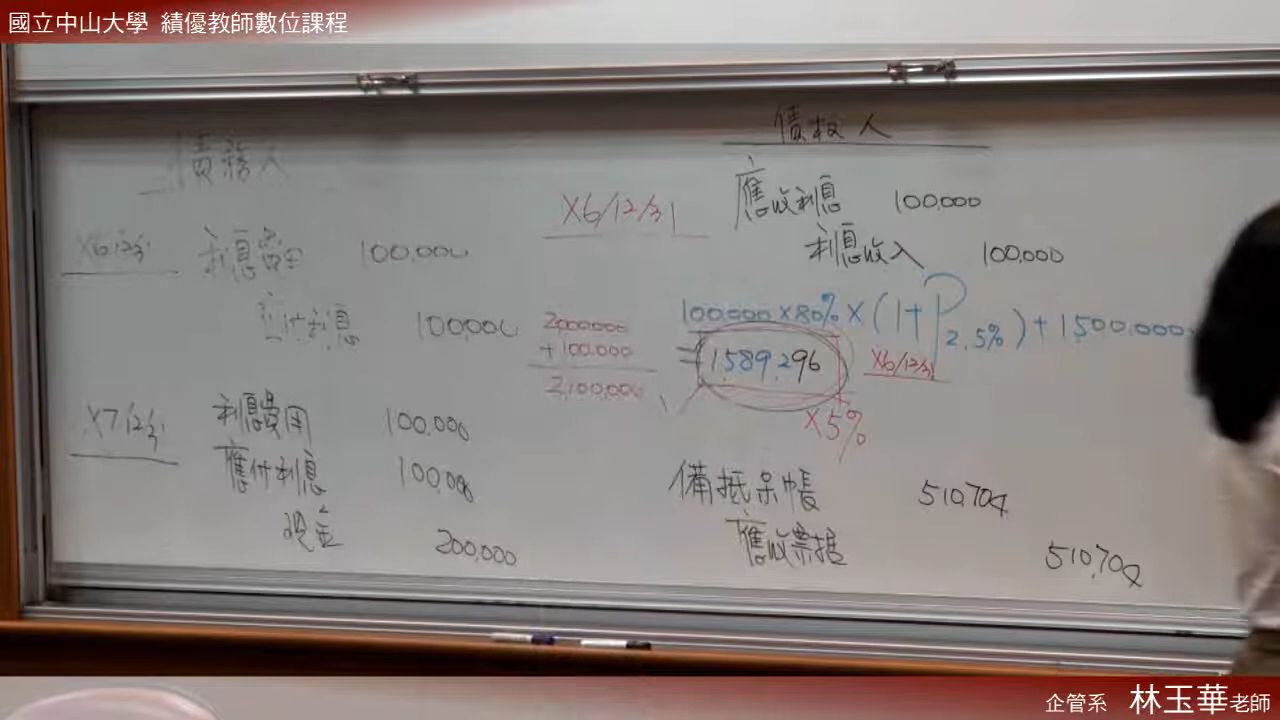 國立中山大學 績優教師數位課程
債務人
X6/12/31
利息費用 100,000
應付利息 100,000
X7/12/31
利息費用 100,000
應付利息 100,000
現金 200,000
債權人
X6/12/31
應收利息 100,000
利息收入 100,000
100,000×80%×(1+P2.5%)+1,500,000
2,000,000
+100,000
2,100,000
=1,589,296
X6/12/31
×5%
備抵呆帳 510,704
應收票据 510,704
企管系 林玉華老師